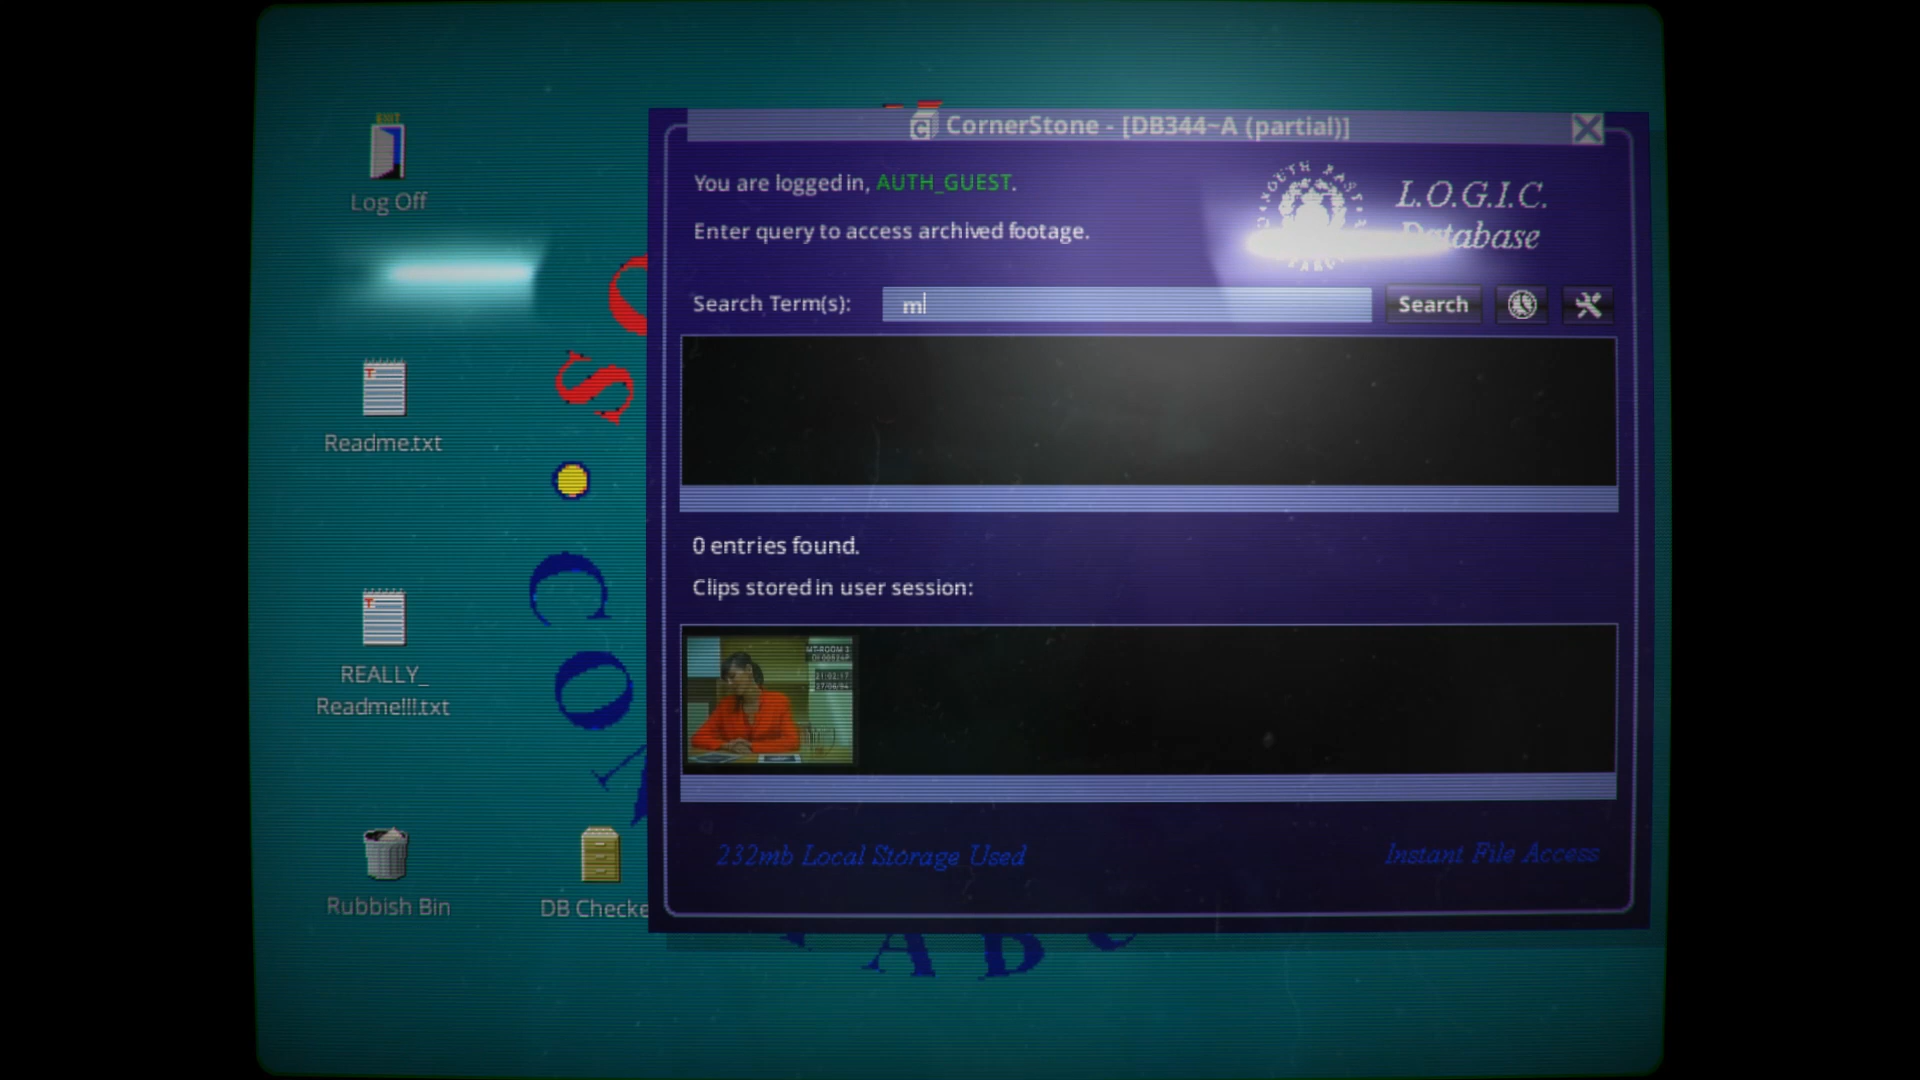 EXIT
Log Off
Readme.txt
REALLY_
Readme!!!.txt
Rubbish Bin
DB Checke
CornerStone - [DB344~A (partial)]
You are logged in, AUTH_GUEST.
Enter query to access archived footage.
L.O.G.I.C.
Database
Search Term(s):
m
Search
0 entries found.
Clips stored in user session:
232mb Local Storage Used
Instant File Access